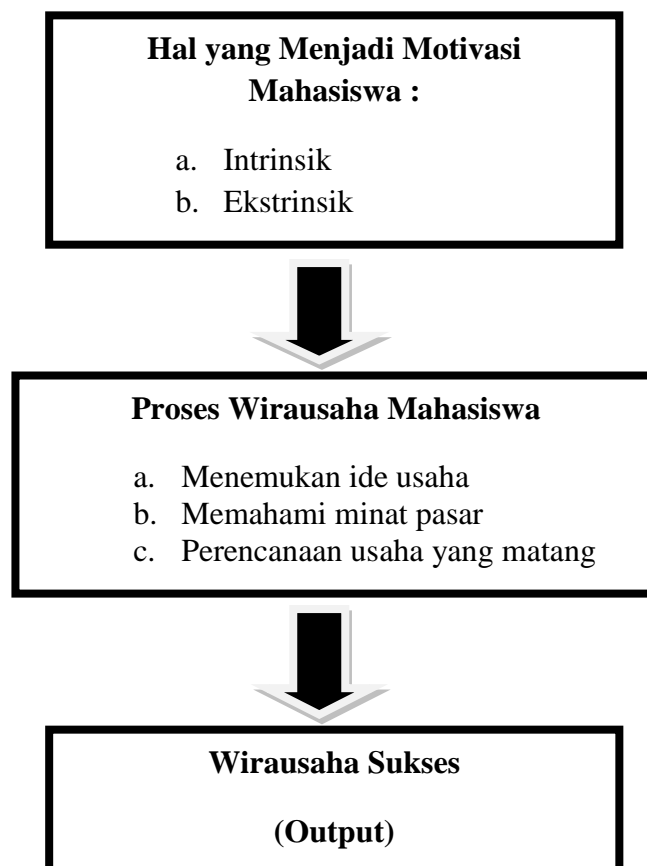 Hal yang Menjadi Motivasi
Mahasiswa :
a. Intrinsik
b. Ekstrinsik
Proses Wirausaha Mahasiswa
a. Menemukan ide usaha
b. Memahami minat pasar
c. Perencanaan usaha yang matang
Wirausaha Sukses
(Output)